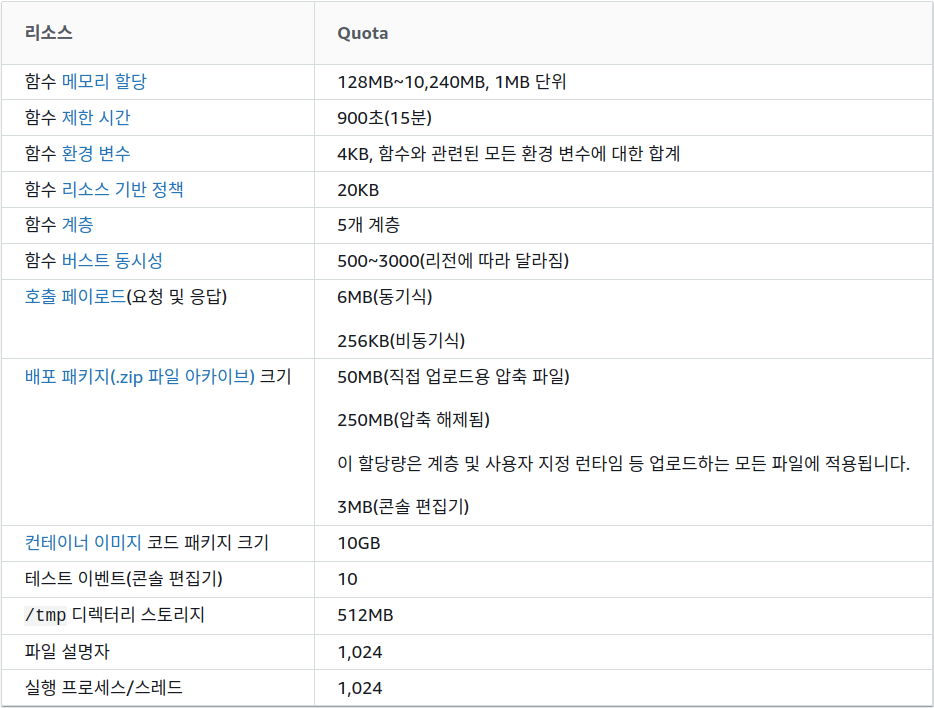 리소스 Quota
함수 메모리 할당 128MB~10,240MB, 1MB 단위
함수 제한 시간 900초(15분)
함수 환경 변수 4KB, 함수와 관련된 모든 환경 변수에 대한 합계
함수 리소스 기반 정책 20KB
함수 계층 5개 계층
함수 버스트 동시성 500~3000(리전에 따라 달라짐)
호출 페이로드(요청 및 응답) 6MB(동기식)
256KB(비동기식)
배포 패키지(.zip 파일 아카이브) 크기 50MB(직접 업로드용 압축 파일)
250MB(압축 해제됨)
이 할당량은 계층 및 사용자 지정 런타임 등 업로드하는 모든 파일에 적용됩니다.
3MB(콘솔 편집기)
컨테이너 이미지 코드 패키지 크기 10GB
테스트 이벤트(콘솔 편집기) 10
/tmp 디렉터리 스토리지 512MB
파일 설명자 1,024
실행 프로세스/스레드 1,024